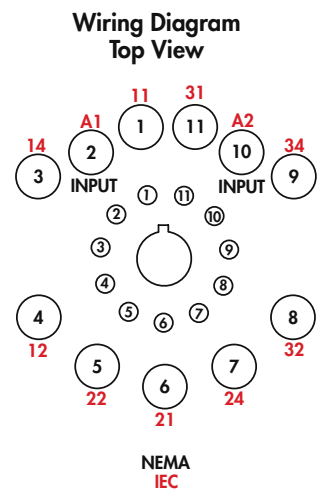 Wiring Diagram
Top View
11 31
A1 A2
14 34
1 11
2 10
3 9
INPUT INPUT
1 11
2 10
3 9
4 8
5 7
6
4 8
12 32
5 7
22 24
6
21
NEMA
IEC